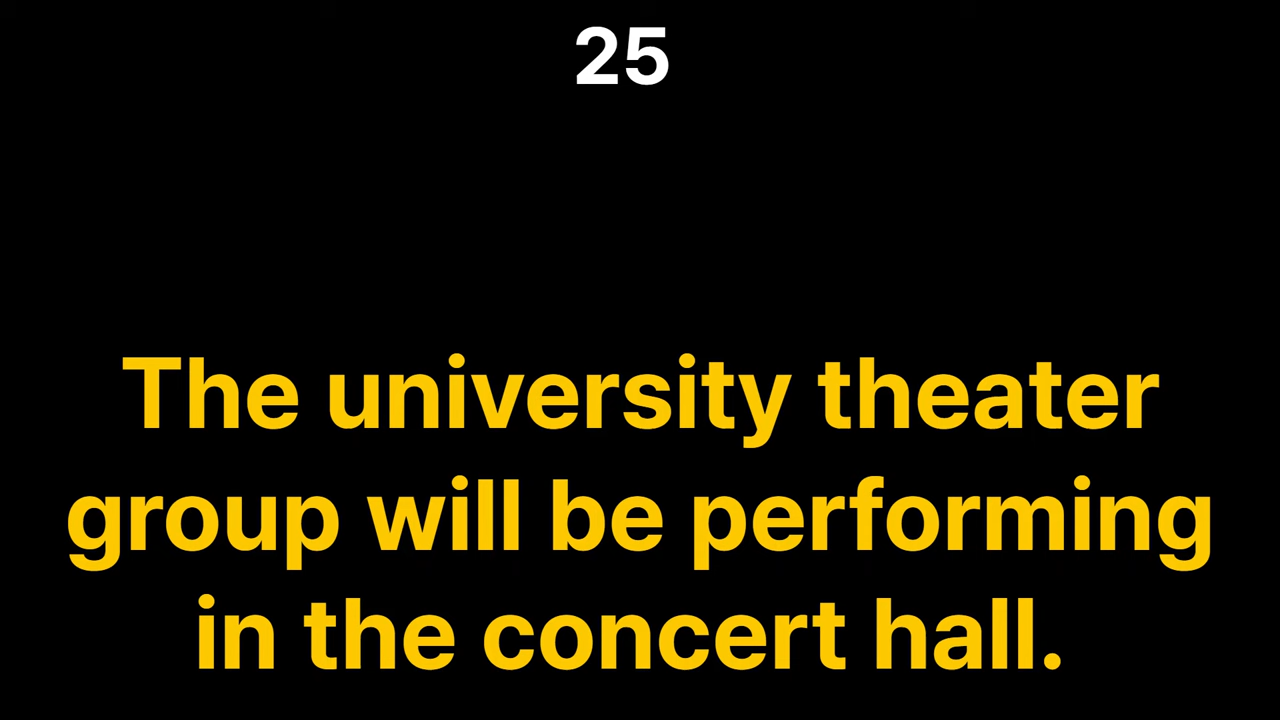 25
The university theater
group will be performing
in the concert hall.